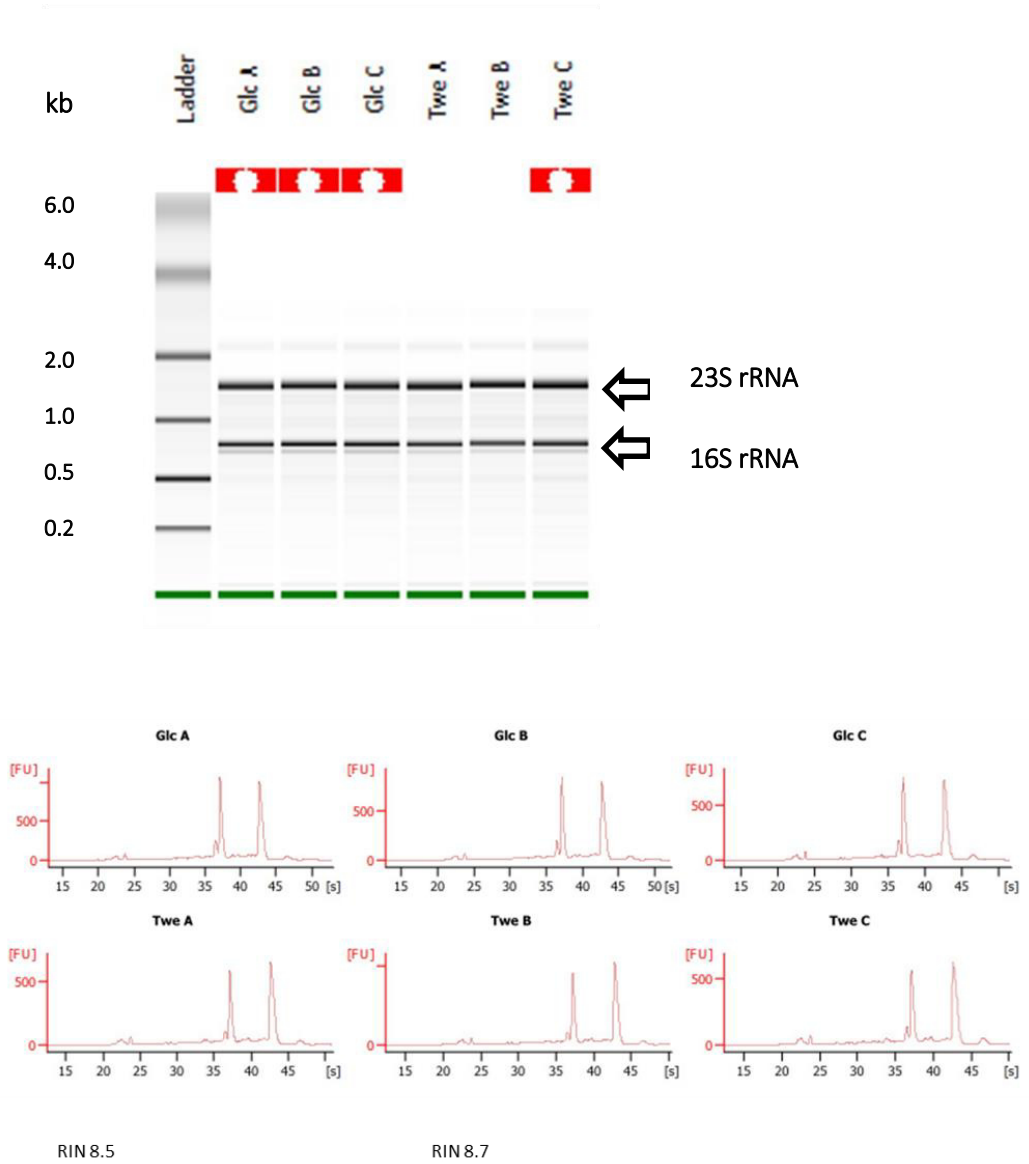 kb
Ladder
Glc A
Glc B
Glc C
Twe A
Twe B
Twe C
6.0
4.0
2.0
1.0
0.5
0.2
23S rRNA
16S rRNA
Glc A
[FU]
500
0
15 20 25 30 35 40 45 50 [s]
Glc B
[FU]
500
0
15 20 25 30 35 40 45 50 [s]
Glc C
[FU]
500
0
15 20 25 30 35 40 45 [s]
Twe A
[FU]
500
0
15 20 25 30 35 40 45 [s]
Twe B
[FU]
0
15 20 25 30 35 40 45 [s]
Twe C
[FU]
500
0
15 20 25 30 35 40 45 [s]
RIN 8.5
RIN 8.7